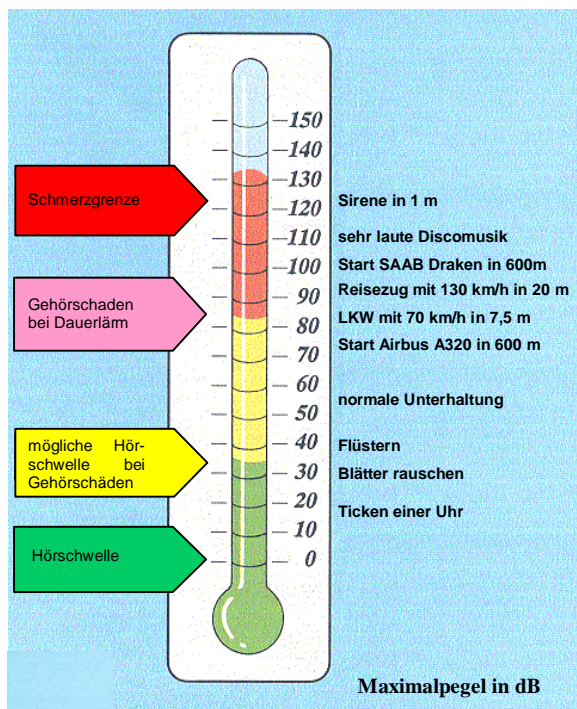 150
140
130
120
110
100
90
80
70
60
50
40
30
20
10
0
Schmerzgrenze
Gehörschaden
bei Dauerlärm
mögliche Hör-
schwelle bei
Gehörschäden
Hörschwelle
Sirene in 1 m
sehr laute Discomusik
Start SAAB Draken in 600m
Reisezug mit 130 km/h in 20 m
LKW mit 70 km/h in 7,5 m
Start Airbus A320 in 600 m
normale Unterhaltung
Flüstern
Blätter rauschen
Ticken einer Uhr
Maximalpegel in dB